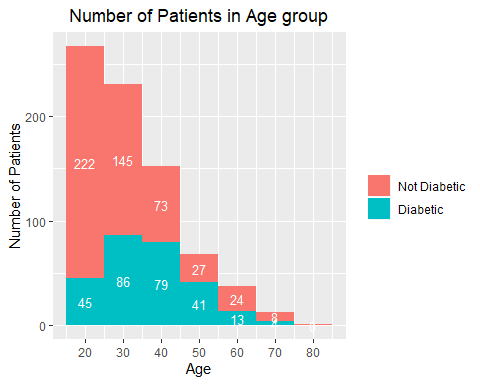 Number of Patients in Age group
Number of Patients
200
100
0
222
145
73
27
24
8
45
86
79
41
13
20 30 40 50 60 70 80
Age
Not Diabetic
Diabetic